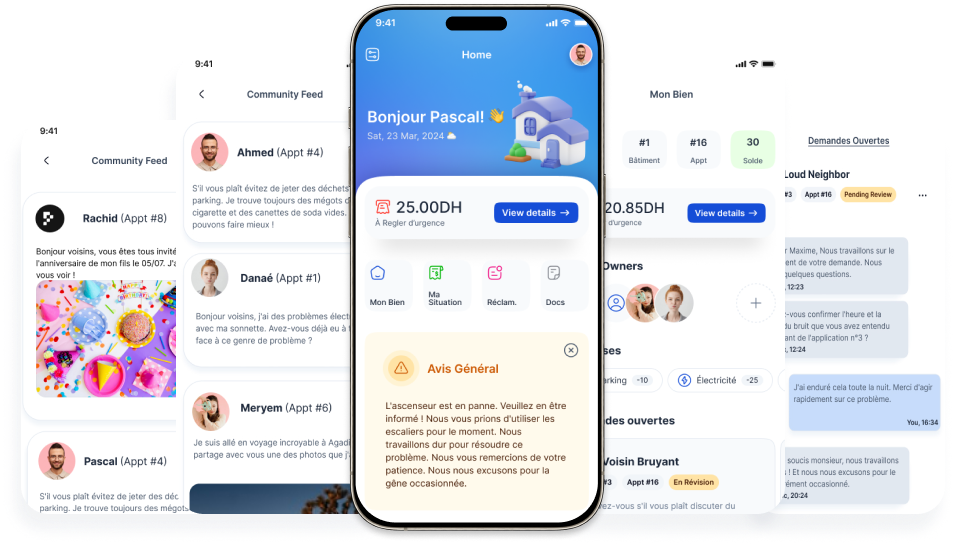 9:41
Community Feed
Rachid (Appt #8)
Bonjour voisins, vous êtes tous invité
l'anniversaire de mon fils le 05/07. J'a
vous voir !
Pascal (Appt #4)
S'il vous plaît évitez de jeter des déc
parking. Je trouve toujours des mégots
9:41
Community Feed
Ahmed (Appt #4)
S'il vous plaît évitez de jeter des déchets
parking. Je trouve toujours des mégots d
cigarette et des canettes de soda vides.
pouvons faire mieux !
Danaé (Appt #1)
Bonjour voisins, j'ai des problèmes élect
avec ma sonnette. Avez-vous déjà eu à f
face à ce genre de problème ?
Meryem (Appt #6)
Je suis allé en voyage incroyable à Agadi
partage avec vous une des photos que j'
9:41
Home
Bonjour Pascal! 👋
Sat, 23 Mar, 2024
25.00DH
À Regler d'urgence
View details →
Mon Bien
Ma
Situation
Réclam.
Docs
Avis Général
L'ascenseur est en panne. Veuillez en être
informé ! Nous vous prions d'utiliser les
escaliers pour le moment. Nous
travaillons dur pour résoudre ce
problème. Nous vous remercions de votre
patience. Nous nous excusons pour la
gêne occasionnée.
Mon Bien
#1
Bâtiment
#16
Appt
30
Solde
20.85DH
d'urgence
View details →
Owners
ses
arking -10
Électricité -25
des ouvertes
Voisin Bruyant
#3 Appt #16 En Révision
ez-vous s'il vous plaît discuter du
Demandes Ouvertes
Loud Neighbor
#3 Appt #16 Pending Review
r Maxime, Nous travaillons sur le
ent de votre demande. Nous
uelques questions.
, 12:23
-vous confirmer l'heure et la
du bruit que vous avez entendu
ant de l'application n°3 ?
, 12:24
J'ai enduré cela toute la nuit. Merci d'agir
rapidement sur ce problème.
You, 16:34
soucis monsieur, nous travaillons
! Et nous nous excusons pour le
ément occasionné.
c, 20:24